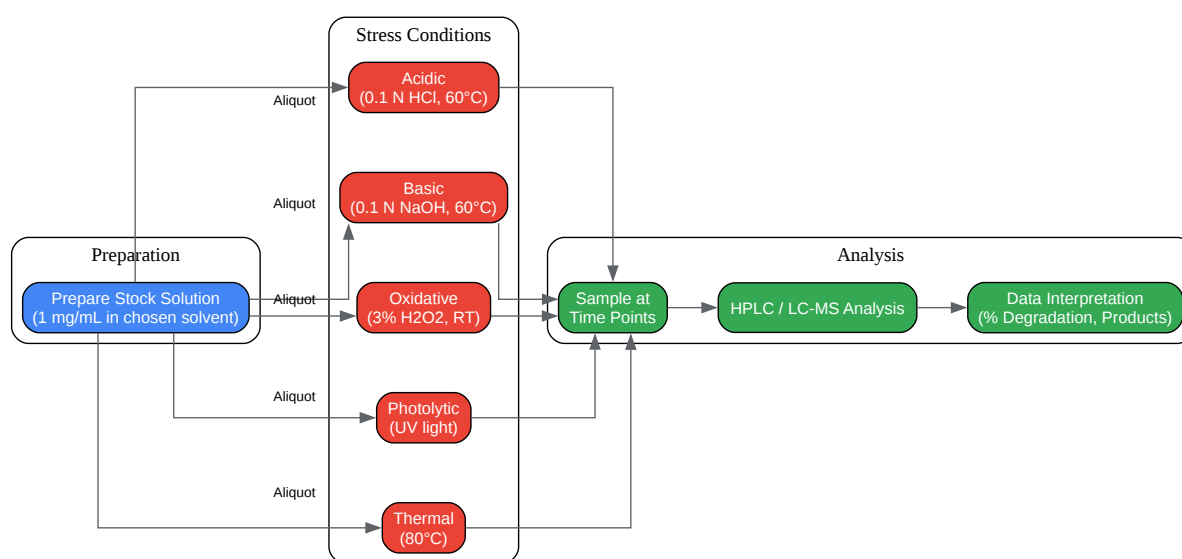 Stress Conditions
Acidic
(0.1 N HCl, 60°C)
Aliquot
Basic
(0.1 N NaOH, 60°C)
Aliquot
Preparation
Prepare Stock Solution
(1 mg/mL in chosen solvent)
Aliquot
Oxidative
(3% H2O2, RT)
Analysis
Sample at
Time Points
HPLC / LC-MS Analysis
Data Interpretation
(% Degradation, Products)
Aliquot
Photolytic
(UV light)
Aliquot
Thermal
(80°C)